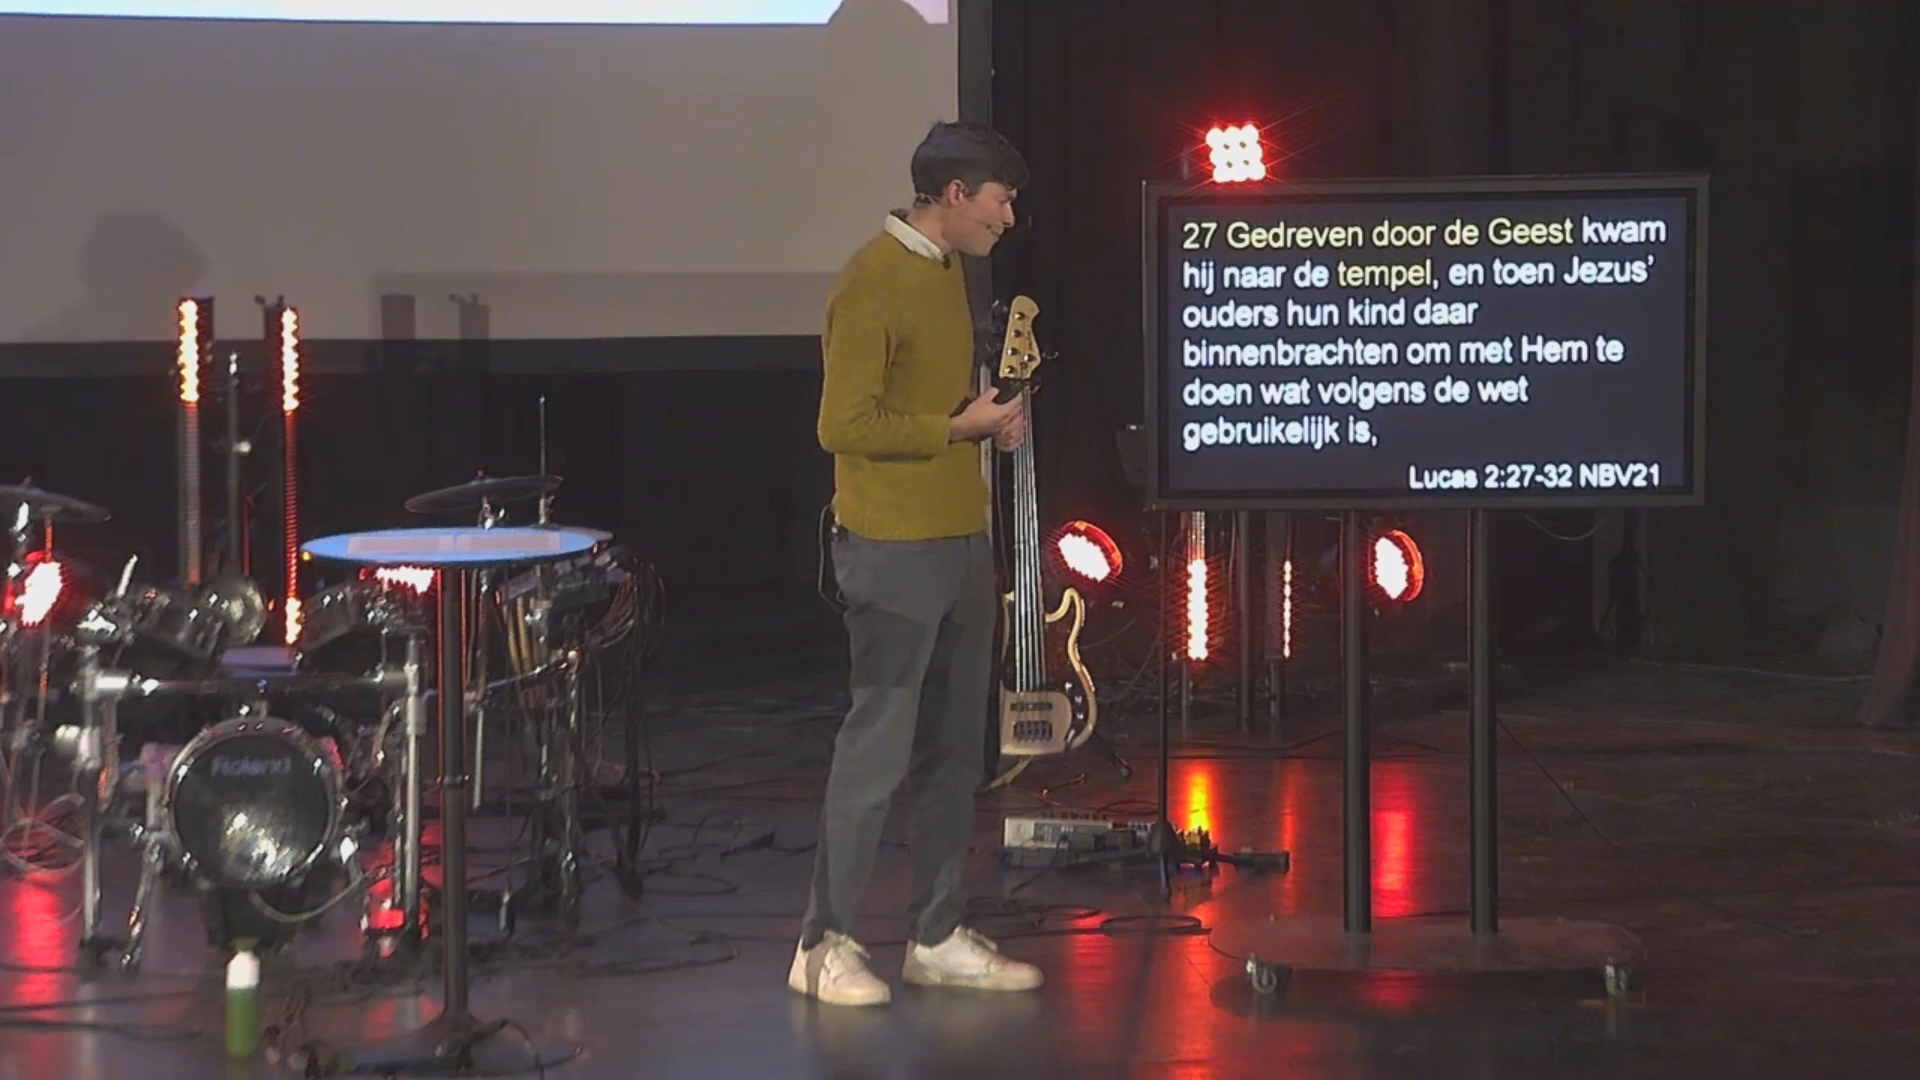 27 Gedreven door de Geest kwam
hij naar de tempel, en toen Jezus’
ouders hun kind daar
binnenbrachten om met Hem te
doen wat volgens de wet
gebruikelijk is,
Lucas 2:27-32 NBV21
Roland